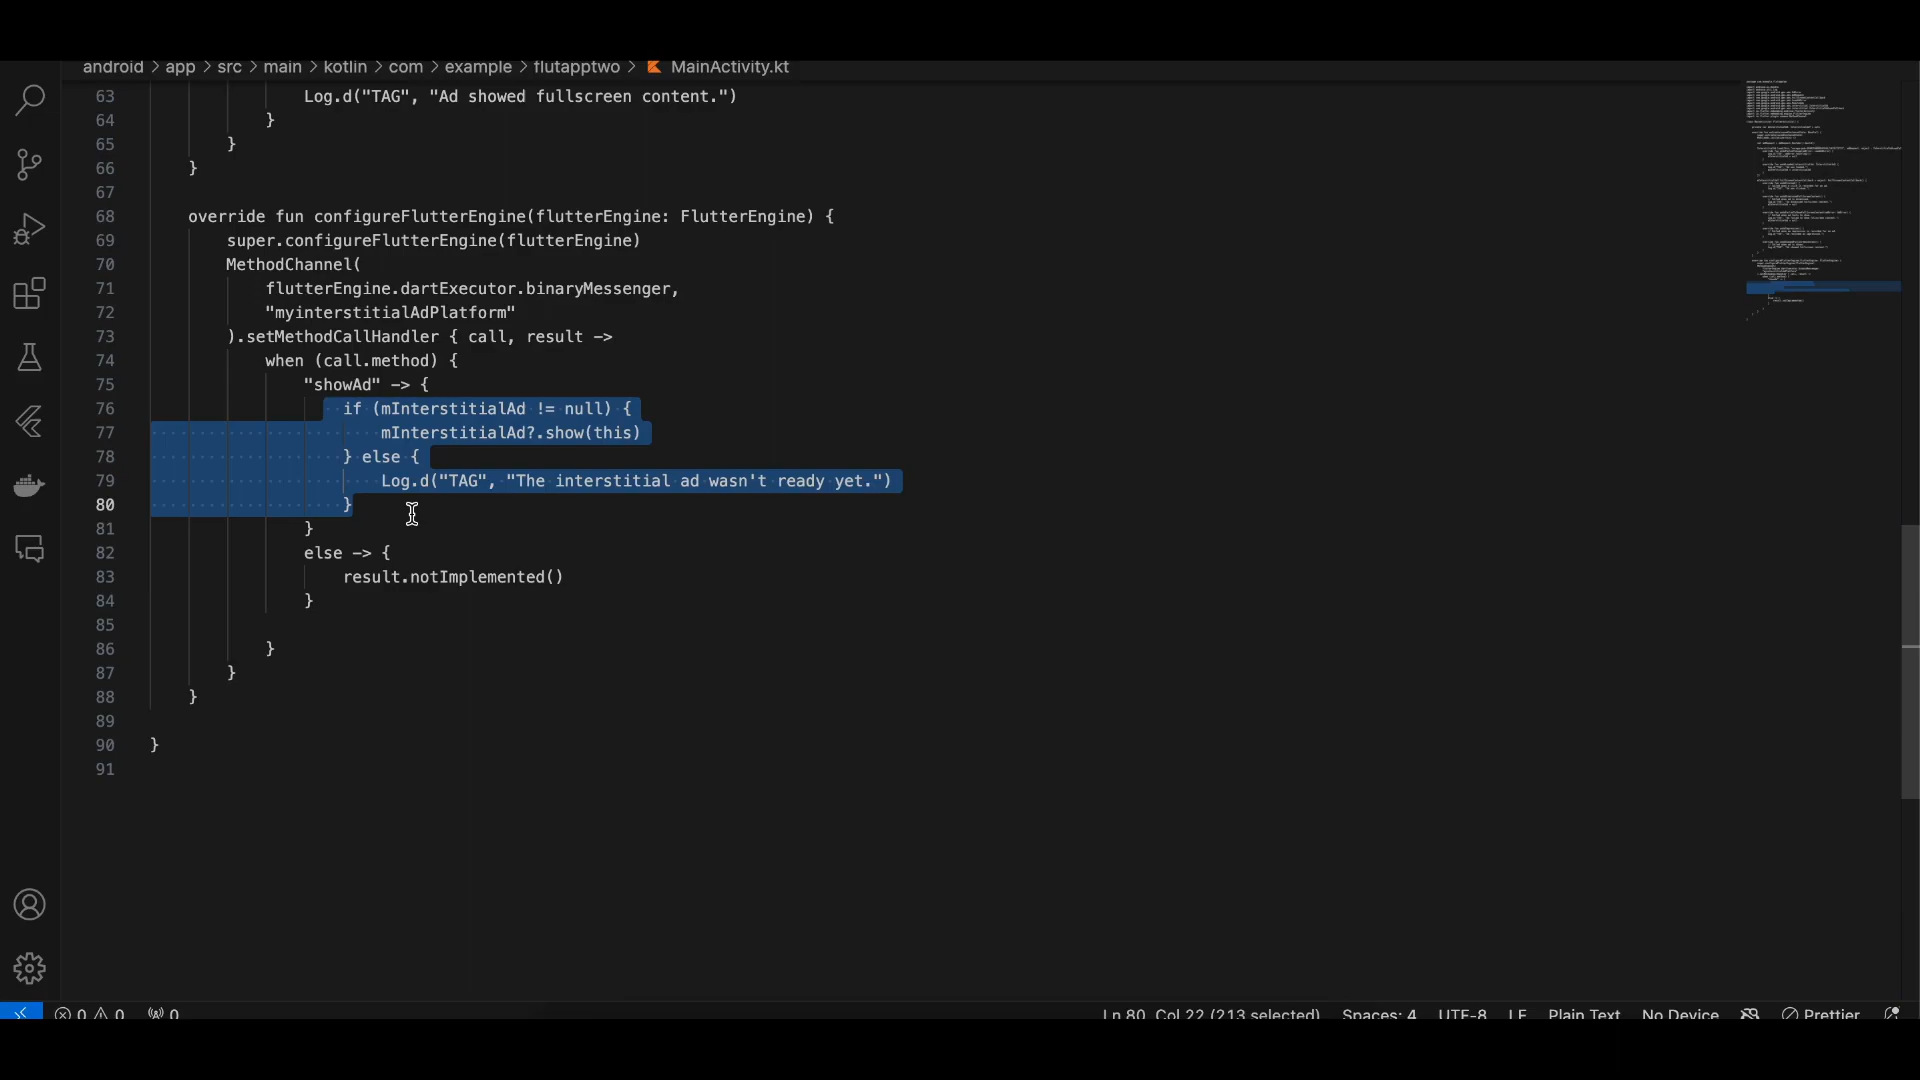 android > app > src > main > kotlin > com > example > flutapptwo > MainActivity.kt
63 Log.d("TAG", "Ad showed fullscreen content.")
64 }
65 }
66 }
67
68 override fun configureFlutterEngine(flutterEngine: FlutterEngine) {
69 super.configureFlutterEngine(flutterEngine)
70 MethodChannel(
71 flutterEngine.dartExecutor.binaryMessenger,
72 "myinterstitialAdPlatform"
73 ).setMethodCallHandler { call, result ->
74 when (call.method) {
75 "showAd" -> {
76 if (mInterstitialAd != null) {
77 mInterstitialAd?.show(this)
78 } else {
79 Log.d("TAG", "The interstitial ad wasn't ready yet.")
80 }
81 }
82 else -> {
83 result.notImplemented()
84 }
85
86 }
87 }
88 }
89
90 }
91
0 0 0 Ln 80, Col 22 (213 selected) Spaces: 4 UTF-8 LF Plain Text No Device Prettier